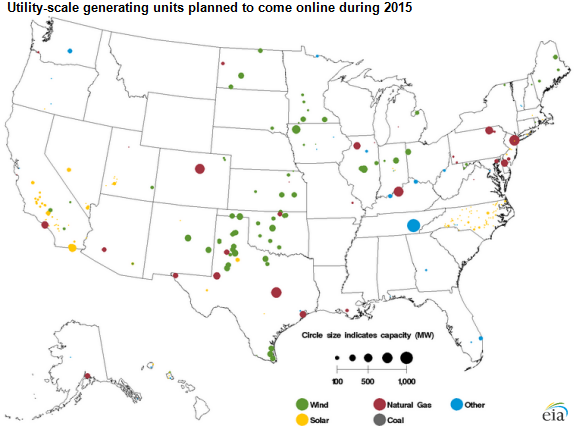 Utility-scale generating units planned to come online during 2015
Circle size indicates capacity (MW)
100 500 1,000
Wind Natural Gas Other
Solar Coal
eia